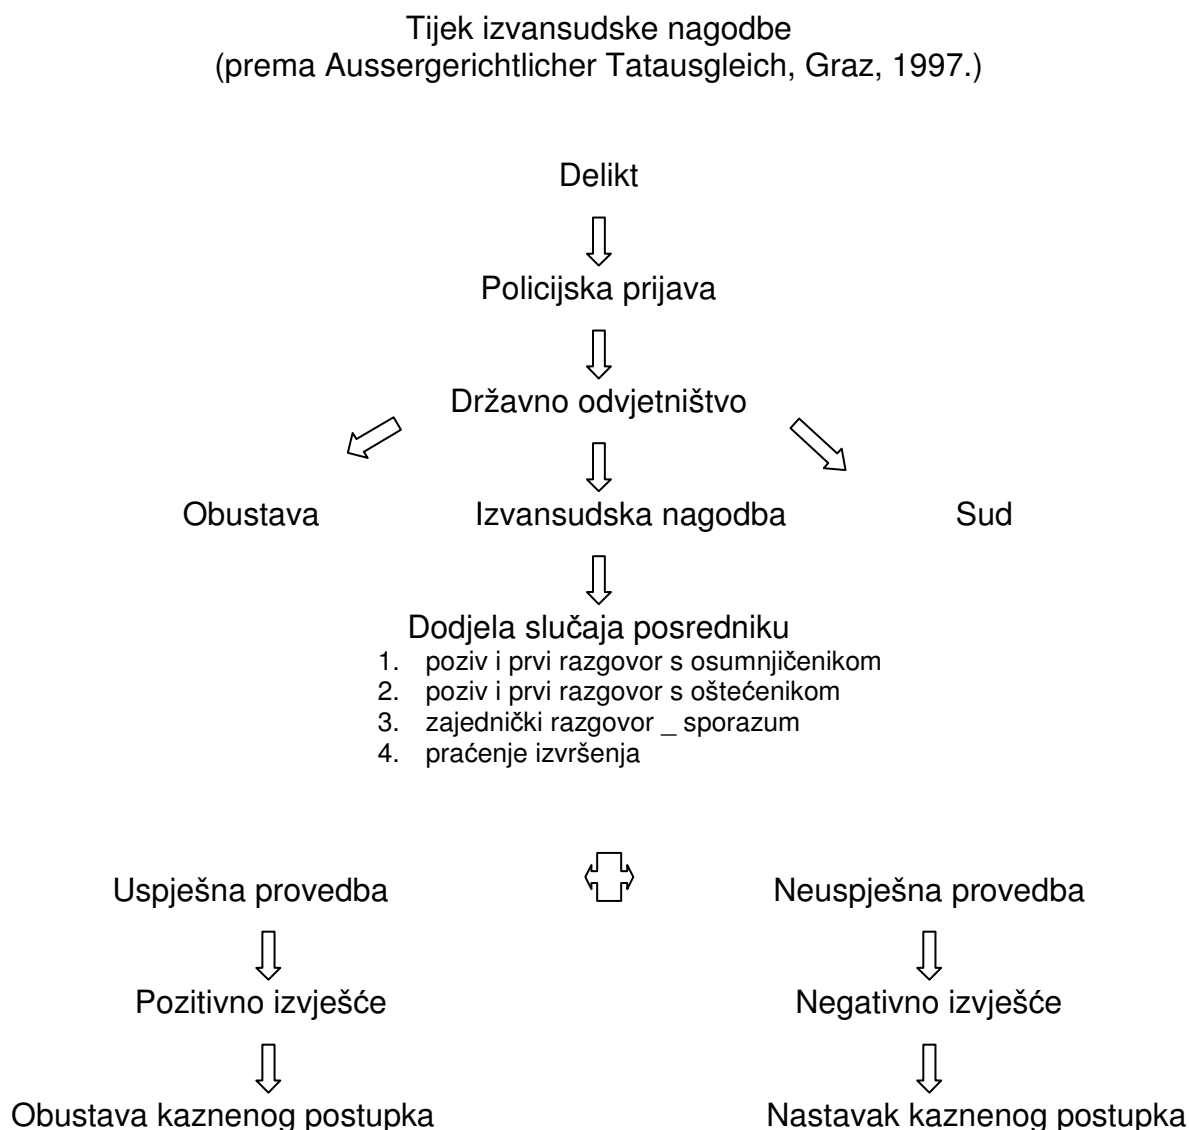 Tijek izvansudske nagodbe
(prema Aussergerichtlicher Tatausgleich, Graz, 1997.)
Delikt
Policijska prijava
Državno odvjetništvo
Obustava
Izvansudska nagodba
Sud
Dodjela slučaja posredniku
1. poziv i prvi razgovor s osumnjičenikom
2. poziv i prvi razgovor s oštećenikom
3. zajednički razgovor _ sporazum
4. praćenje izvršenja
Uspješna provedba
Neuspješna provedba
Pozitivno izvješće
Negativno izvješće
Obustava kaznenog postupka
Nastavak kaznenog postupka